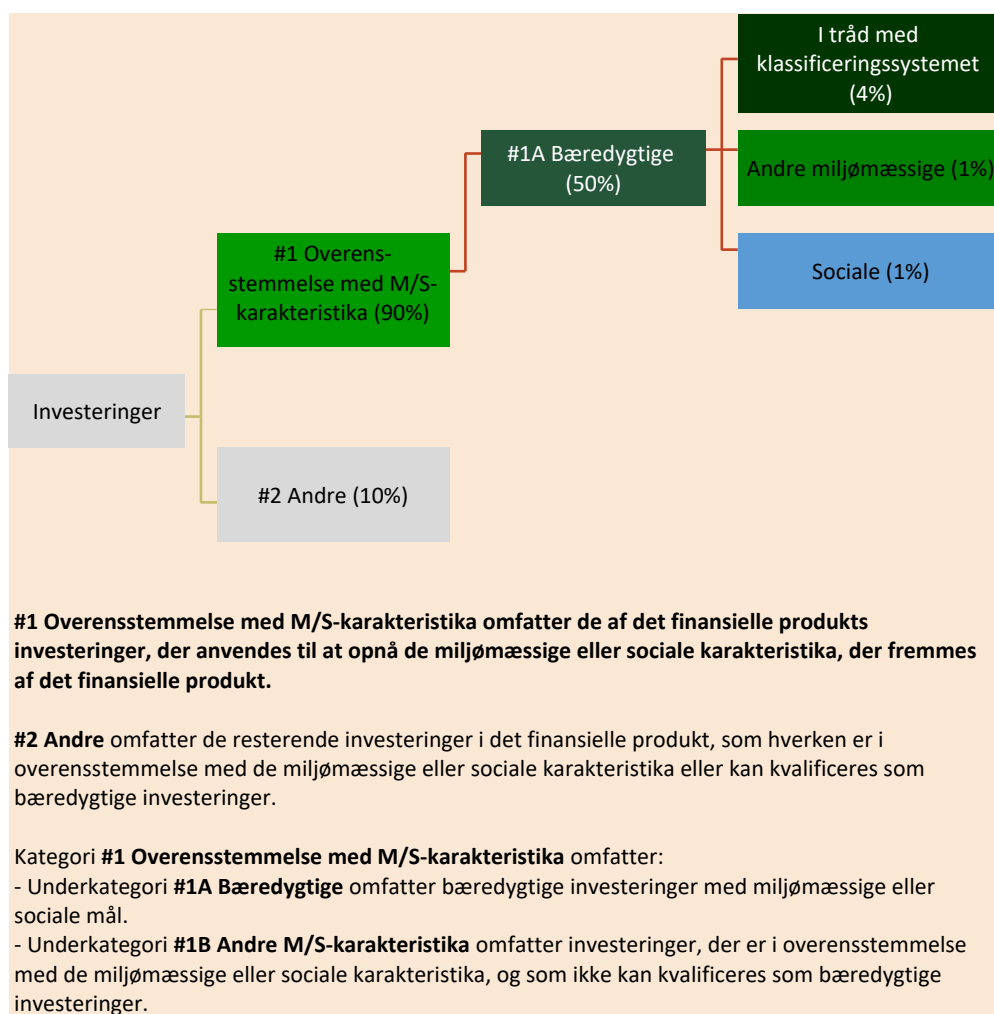 I tråd med
klassificeringssystemet
(4%)
#1A Bæredygtige
(50%)
Andre miljømæssige (1%)
#1 Overens-
stemmelse med M/S-
karakteristika (90%)
Sociale (1%)
Investeringer
#2 Andre (10%)
#1 Overensstemmelse med M/S-karakteristika omfatter de af det finansielle produkts
investeringer, der anvendes til at opnå de miljømæssige eller sociale karakteristika, der fremmes
af det finansielle produkt.
#2 Andre omfatter de resterende investeringer i det finansielle produkt, som hverken er i
overensstemmelse med de miljømæssige eller sociale karakteristika eller kan kvalificeres som
bæredygtige investeringer.
Kategori #1 Overensstemmelse med M/S-karakteristika omfatter:
- Underkategori #1A Bæredygtige omfatter bæredygtige investeringer med miljømæssige eller
sociale mål.
- Underkategori #1B Andre M/S-karakteristika omfatter investeringer, der er i overensstemmelse
med de miljømæssige eller sociale karakteristika, og som ikke kan kvalificeres som bæredygtige
investeringer.